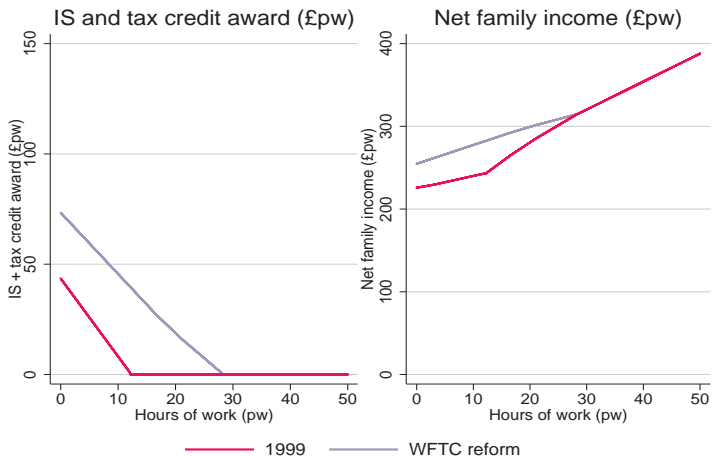 IS and tax credit award (£pw)
IS + tax credit award (£pw)
150
100
50
0
0 10 20 30 40 50
Hours of work (pw)
Net family income (£pw)
Net family income (£pw)
400
300
200
100
0
0 10 20 30 40 50
Hours of work (pw)
1999 WFTC reform